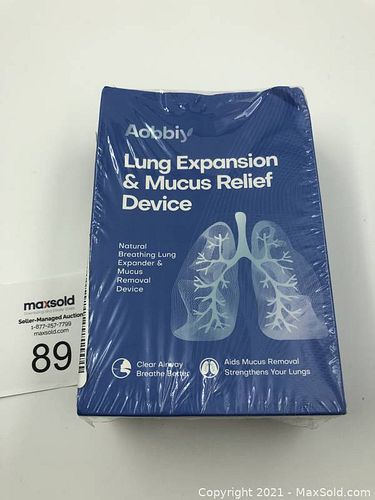 Aobbiy
Lung Expansion
& Mucus Relief
Device
Natural
Breathing Lung
Expander &
Mucus
Removal
Device
Clear Airway
Breathe Better
Aids Mucus Removal
Strengthens Your Lungs
maxsold
Seller-Managed Auction
1-877-257-7799
maxsold.com
89
Copyright 2021 - MaxSold.com